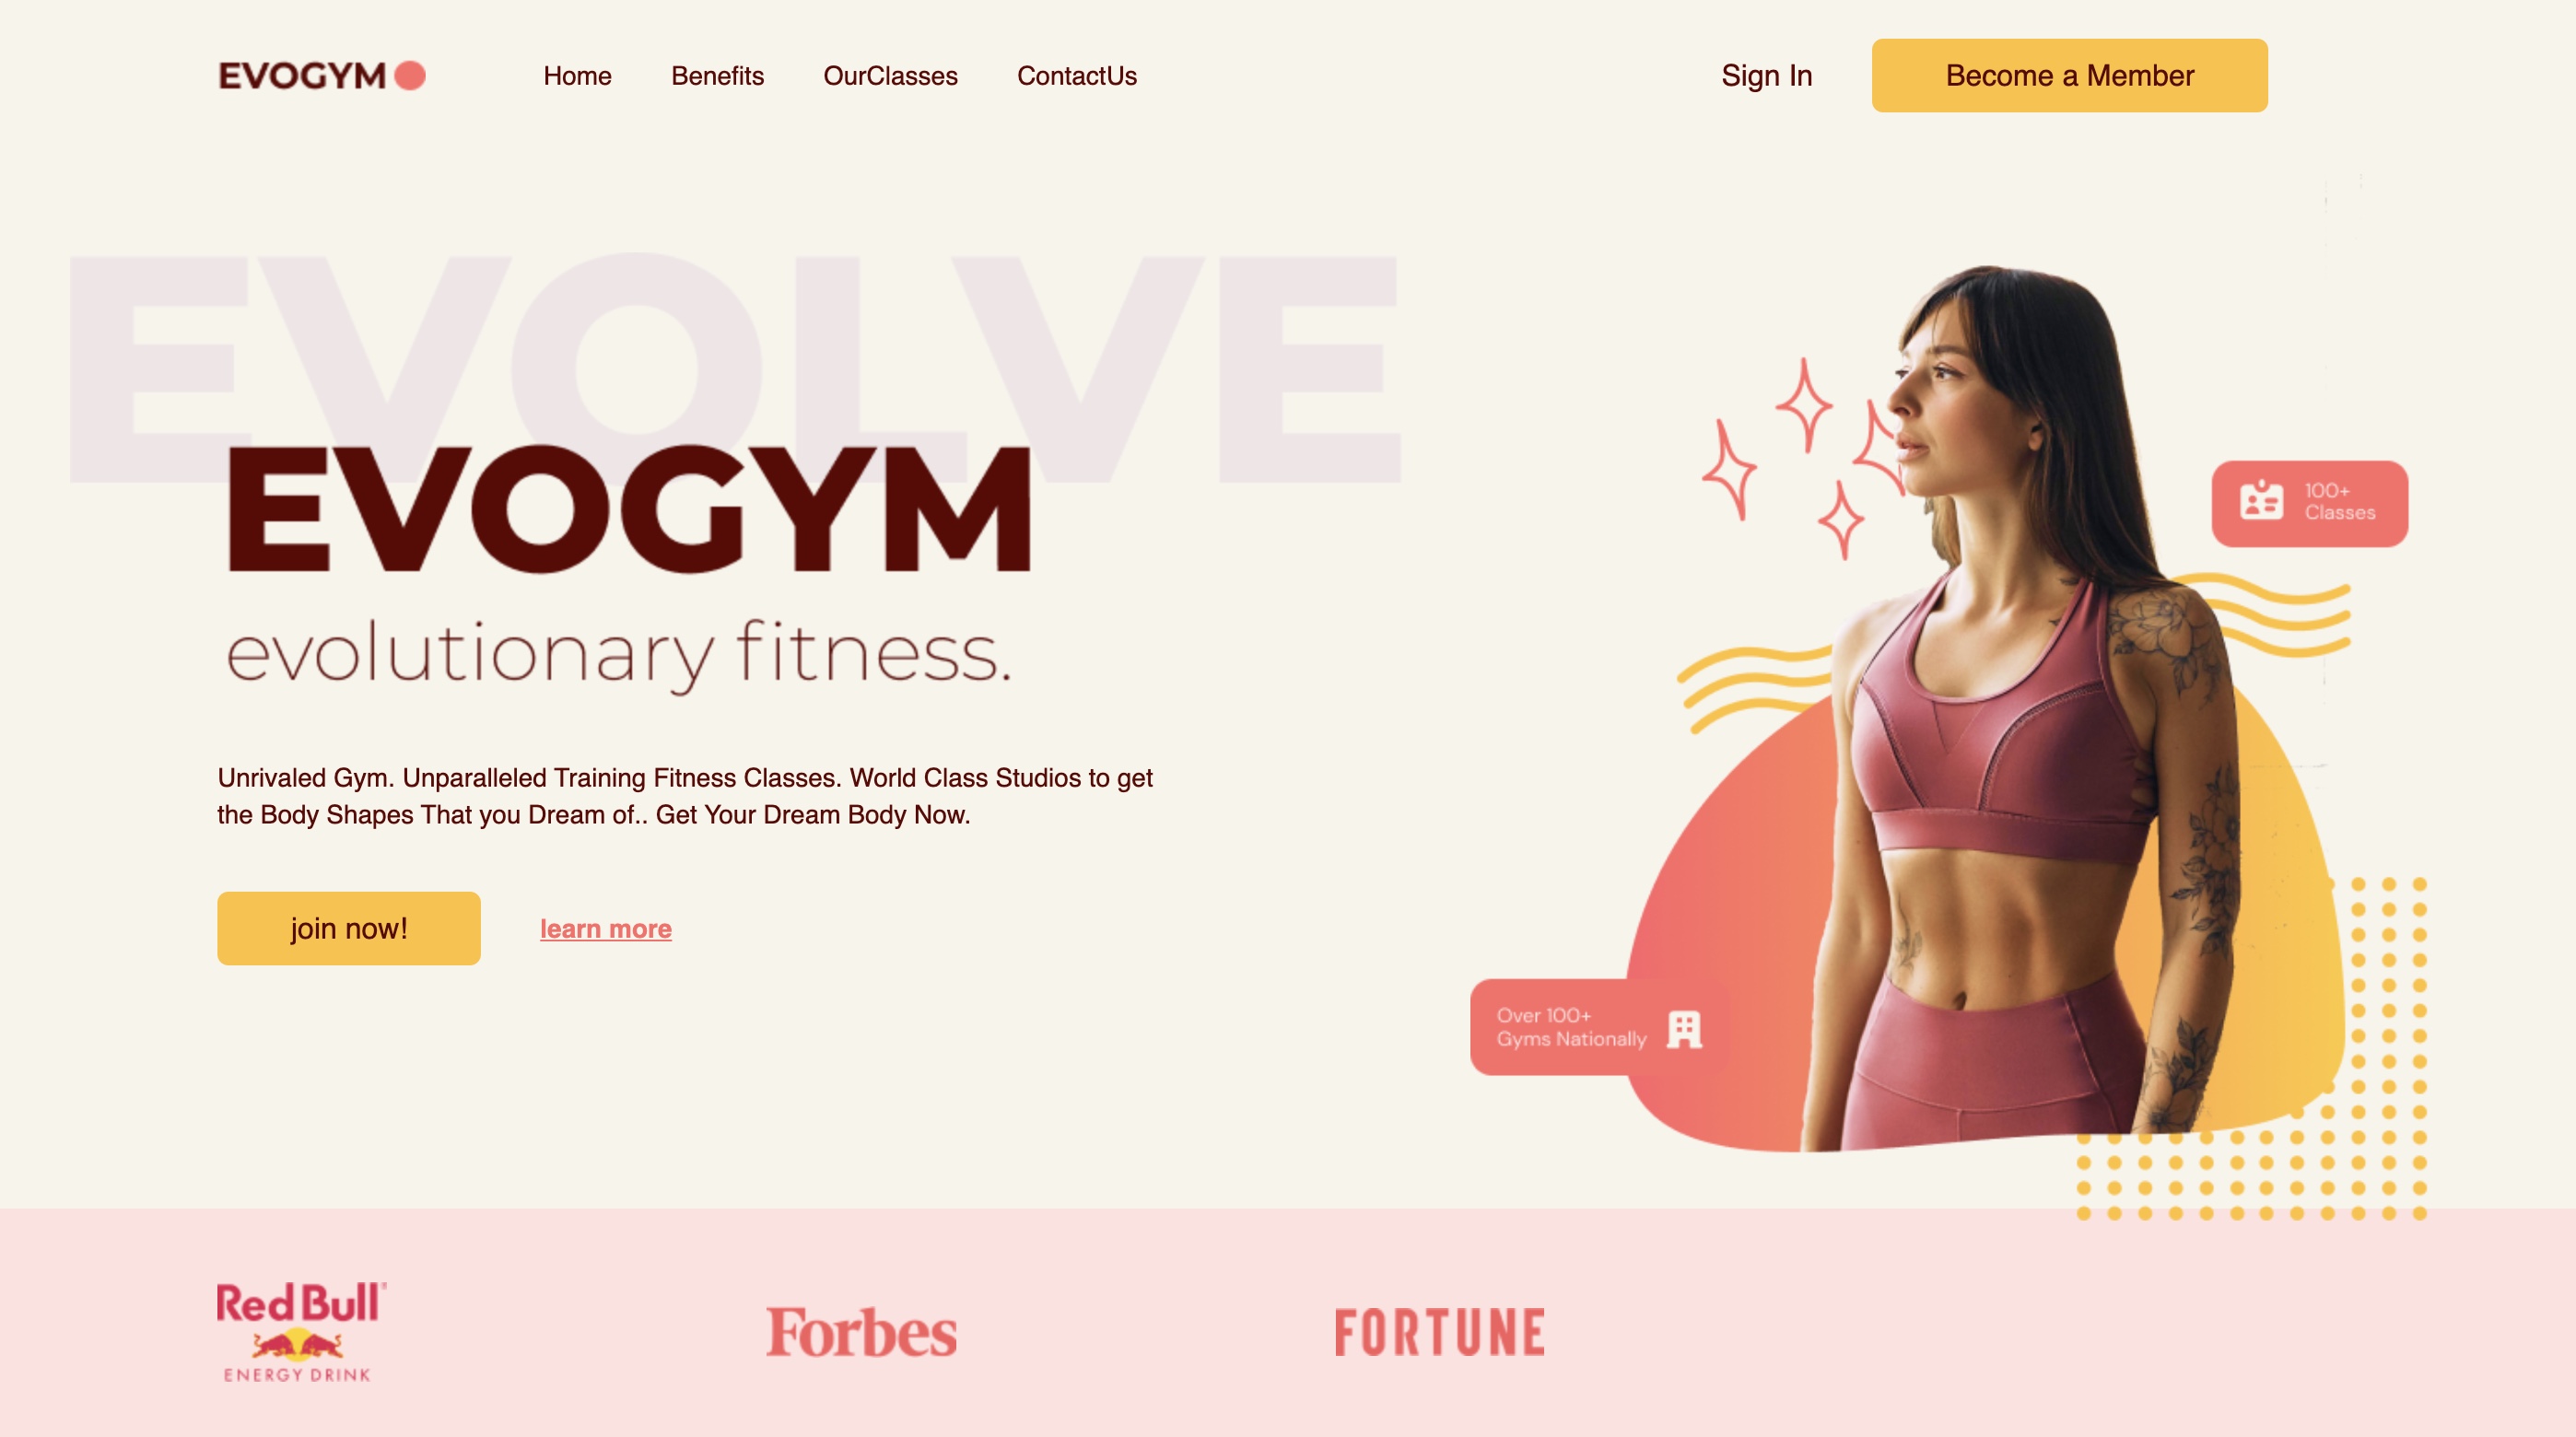 EVOGYM
Home
Benefits
OurClasses
ContactUs
Sign In
Become a Member
EVOLVE
EVOGYM
evolutionary fitness.
Unrivaled Gym. Unparalleled Training Fitness Classes. World Class Studios to get
the Body Shapes That you Dream of.. Get Your Dream Body Now.
join now!
learn more
100+
Classes
Over 100+
Gyms Nationally
Red Bull®
ENERGY DRINK
Forbes
FORTUNE